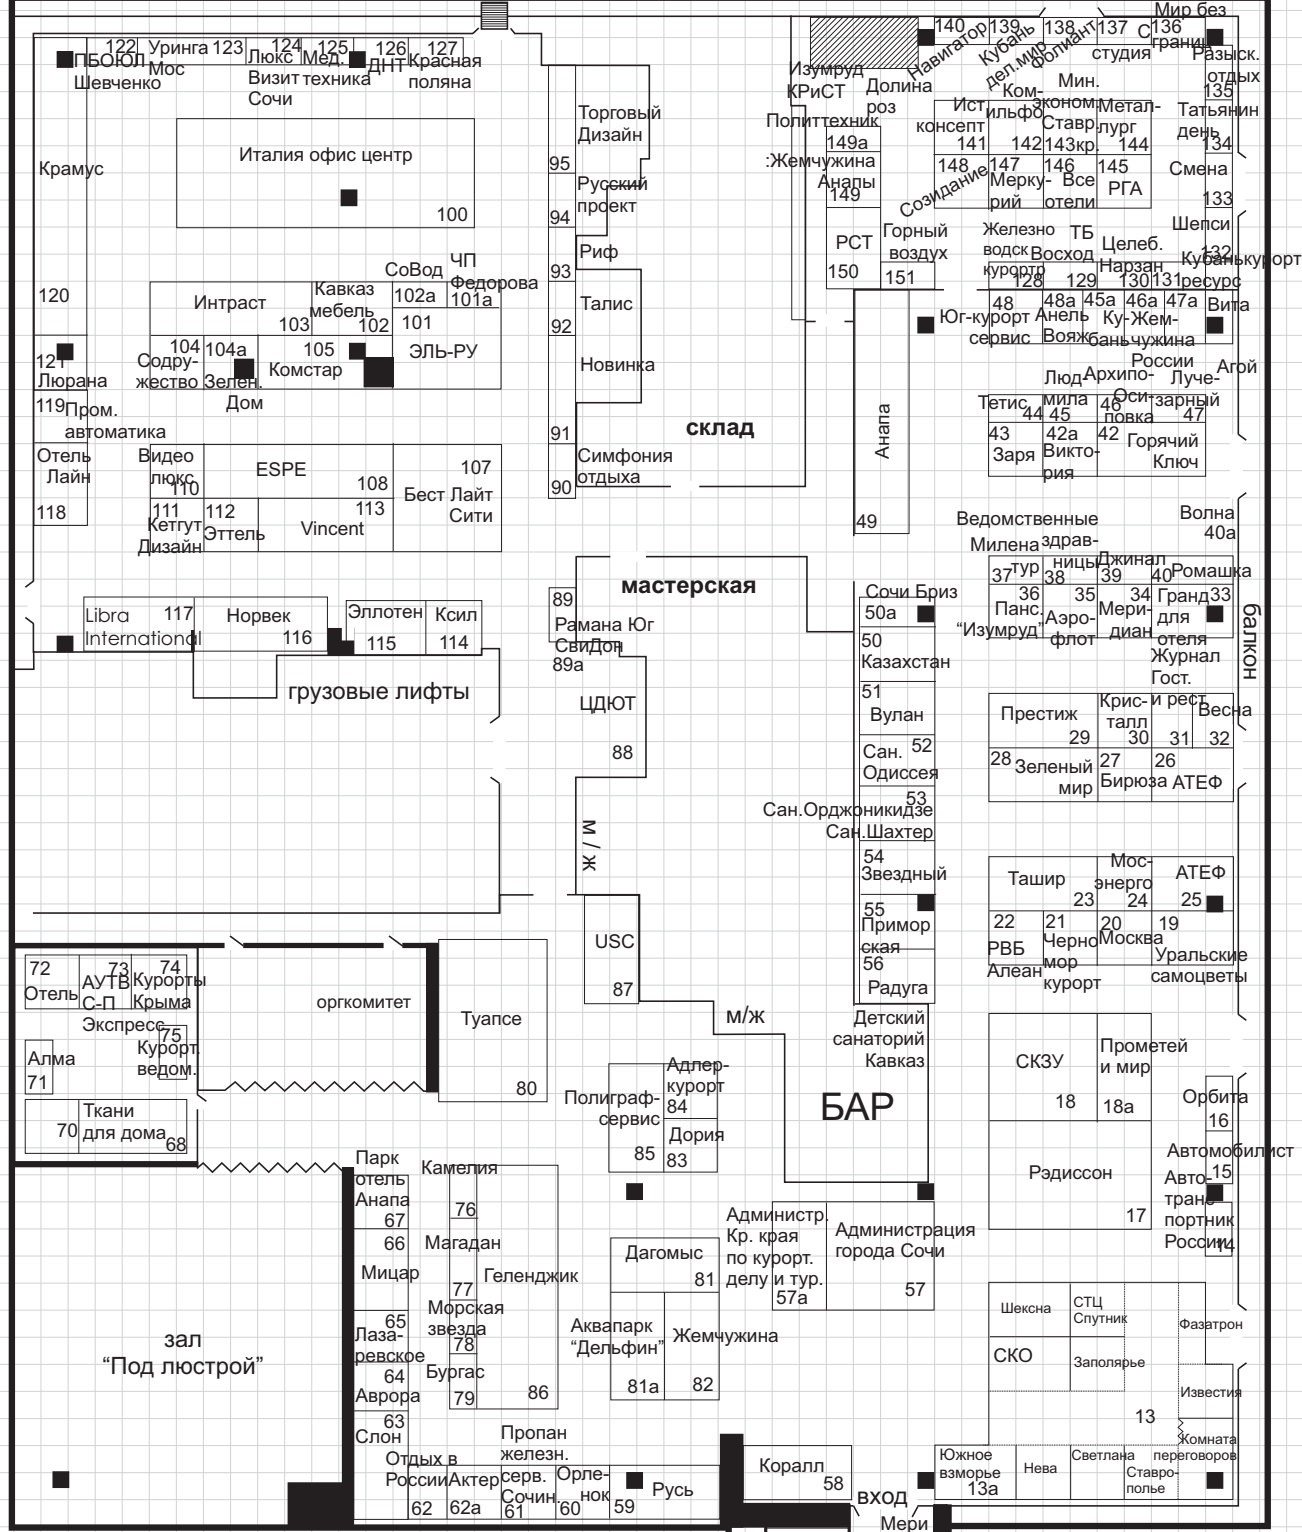 Мир без
140 139 138 137 136
С границ
Навигатор
Кубань
дел.мир
Фолиант
студия
Разыск.
отдых
135
122 Уринга 123 124 125 126 127
ПБОЮЛ
Шевченко
Мос
Люкс
Визит
Сочи
Мед.
техника
ДНТ
Красная
поляна
Изумруд
КРиСТ
Долина
роз
Политтехник
149а
:Жемчужина
Анапы
149
Ист
консепт
141
Ком-
ильфо
142
Мин.
эконом.
Ставр.
143кр.
Метал-
лург
144
Татьянин
день
134
148
Созидание
147
Мерку-
рий
146
Все
отели
145
РГА
Смена
133
Шепси
132
РСТ
150
Горный
воздух
151
Железно
водск
курортр
128
ТБ
Восход
129
Целеб.
Нарзан
130
131
Кубанькурорт
ресурс
Крамус
120
Италия офис центр
100
Торговый
Дизайн
95
Русский
проект
94
Риф
93
Талис
92
Новинка
91
Симфония
отдыха
90
СоВод
102а
ЧП
Федорова
101а
Интраст
103
Кавказ
мебель
102
101
ЭЛЬ-РУ
104
Содру-
жество
104а
Зелен.
Дом
105
Комстар
121
Люрана
119
Пром.
автоматика
Отель
Лайн
118
Видео
люкс
110
ESPE
108
107
Бест Лайт
Сити
111
Кетгут
Дизайн
112
Эттель
113
Vincent
склад
Анапа
49
48
Юг-курорт
сервис
48а
Анель
Вояж
45а 46а
Ку-
бань
47а
Жем-
чужина
России
Вита
Агой
Тетис
44
Люд-
мила
45
Архипо-
Оси-
повка
46
Луче-
зарный
47
43
Заря
42а
Викто-
рия
42
Горячий
Ключ
Волна
40а
Ведомственные
здрав-
ницы
38
Милена
тур
37
Джинал
39
40
Ромашка
36
Панс.
“Изумруд”
35
Аэро-
флот
34
Мери-
диан
33
Гранд
для
отеля
балкон
Журнал
Гост.
и рест.
31
мастерская
Libra
International
117
Норвек
116
Эллотен
115
Ксил
114
89
Рамана Юг
СвиДон
89а
ЦДЮТ
88
грузовые лифты
м / ж
Сочи Бриз
50а
50
Казахстан
51
Вулан
Сан.
Одиссея
52
53
Сан.Орджоникидзе
Сан.Шахтер
54
Звездный
55
Примор
ская
56
Радуга
Детский
санаторий
Кавказ
Престиж
29
Крис-
талл
30
Весна
32
28
Зеленый
мир
27
Бирюза
26
АТЕФ
Ташир
23
Мос-
энерго
24
АТЕФ
25
22
РВБ
Алеан
21
Черно
мор
курорт
20
Москва
19
Уральские
самоцветы
USC
87
м/ж
72
Отель
73
АУТВ
С-П
Экспресс
74
Курорты
Крыма
75
Курорт.
ведом.
Алма
71
70
Ткани
для дома
68
оргкомитет
Туапсе
80
СКЗУ
18
Прометей
и мир
18а
Орбита
16
БАР
Полиграф-
сервис
85
Адлер-
курорт
84
Дория
83
Рэдиссон
17
Автомобилист
15
Авто-
транс
портник
России
14
Парк
отель
Анапа
67
Камелия
76
66
Мицар
Магадан
77
Геленджик
86
65
Лаза-
ревское
Морская
звезда
78
64
Аврора
Бургас
79
63
Слон
зал
“Под люстрой”
Дагомыс
81
Аквапарк
“Дельфин”
81а
Жемчужина
82
Администр.
Кр. края
по курорт.
делу и тур.
57а
Администрация
города Сочи
57
Шексна
СТЦ
Спутник
Фазатрон
СКО
Заполярье
Известия
13
Комната
переговоров
Южное
взморье
13а
Нева
Светлана
Ставро-
полье
Отдых в
России
62
Актер
62а
Пропан
железн.
серв.
Сочин.
61
Орле-
нок
60
59
Русь
Коралл
58
вход
Мери